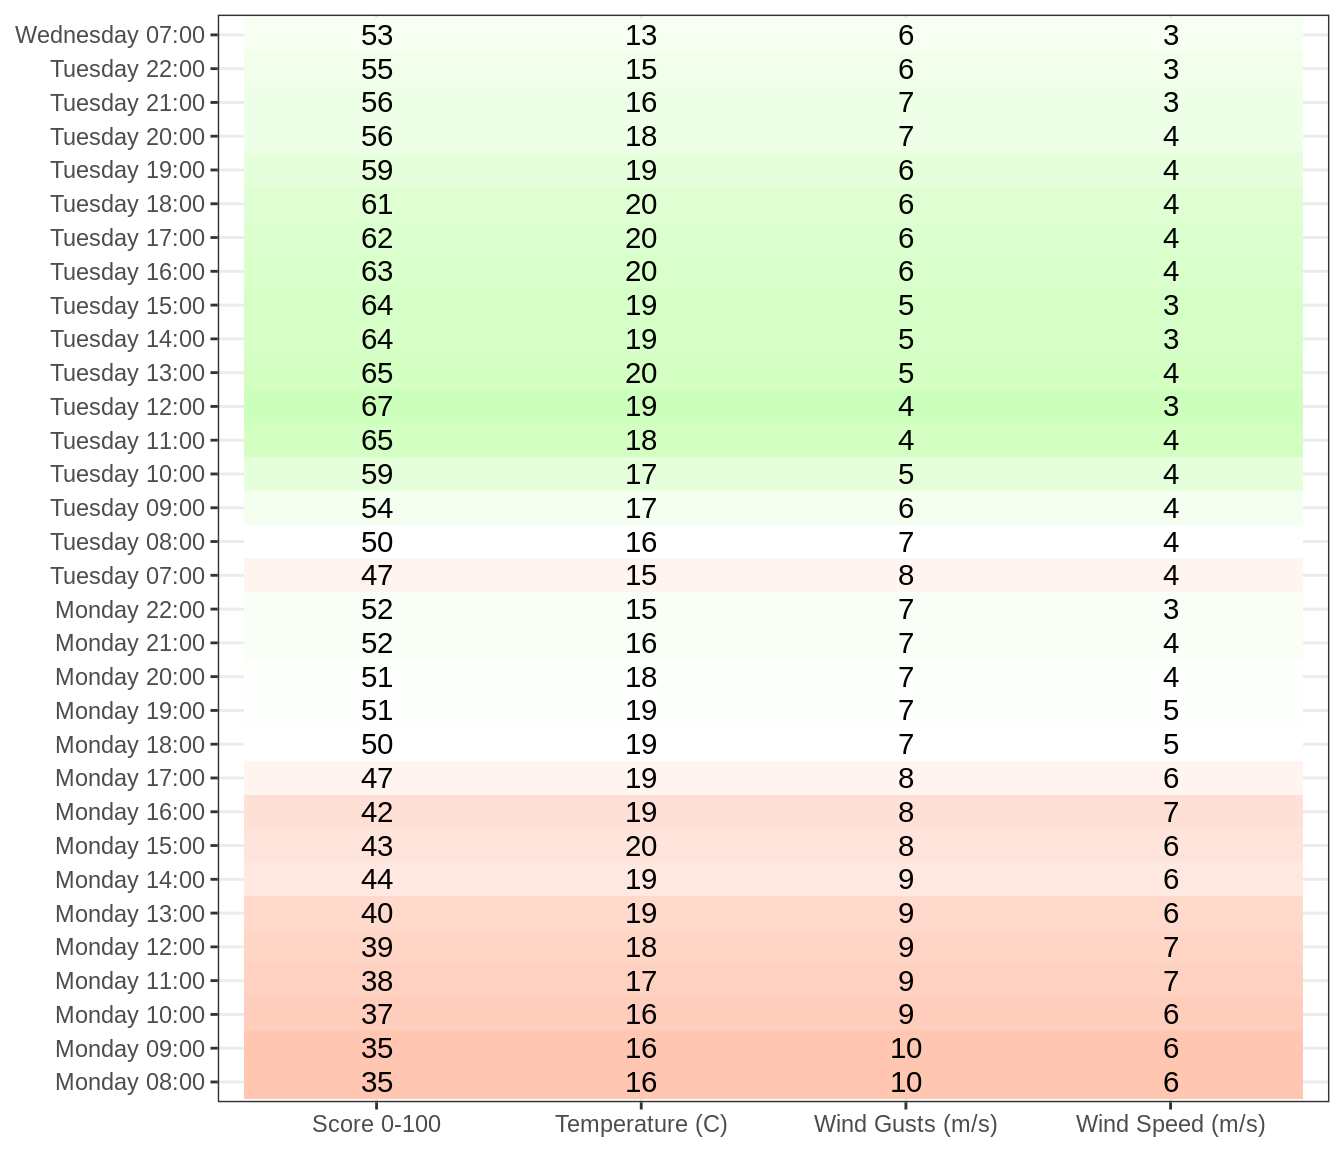 Wednesday 07:00 53 13 6 3
Tuesday 22:00 55 15 6 3
Tuesday 21:00 56 16 7 3
Tuesday 20:00 56 18 7 4
Tuesday 19:00 59 19 6 4
Tuesday 18:00 61 20 6 4
Tuesday 17:00 62 20 6 4
Tuesday 16:00 63 20 6 4
Tuesday 15:00 64 19 5 3
Tuesday 14:00 64 19 5 3
Tuesday 13:00 65 20 5 4
Tuesday 12:00 67 19 4 3
Tuesday 11:00 65 18 4 4
Tuesday 10:00 59 17 5 4
Tuesday 09:00 54 17 6 4
Tuesday 08:00 50 16 7 4
Tuesday 07:00 47 15 8 4
Monday 22:00 52 15 7 3
Monday 21:00 52 16 7 4
Monday 20:00 51 18 7 4
Monday 19:00 51 19 7 5
Monday 18:00 50 19 7 5
Monday 17:00 47 19 8 6
Monday 16:00 42 19 8 7
Monday 15:00 43 20 8 6
Monday 14:00 44 19 9 6
Monday 13:00 40 19 9 6
Monday 12:00 39 18 9 7
Monday 11:00 38 17 9 7
Monday 10:00 37 16 9 6
Monday 09:00 35 16 10 6
Monday 08:00 35 16 10 6
Score 0-100 Temperature (C) Wind Gusts (m/s) Wind Speed (m/s)